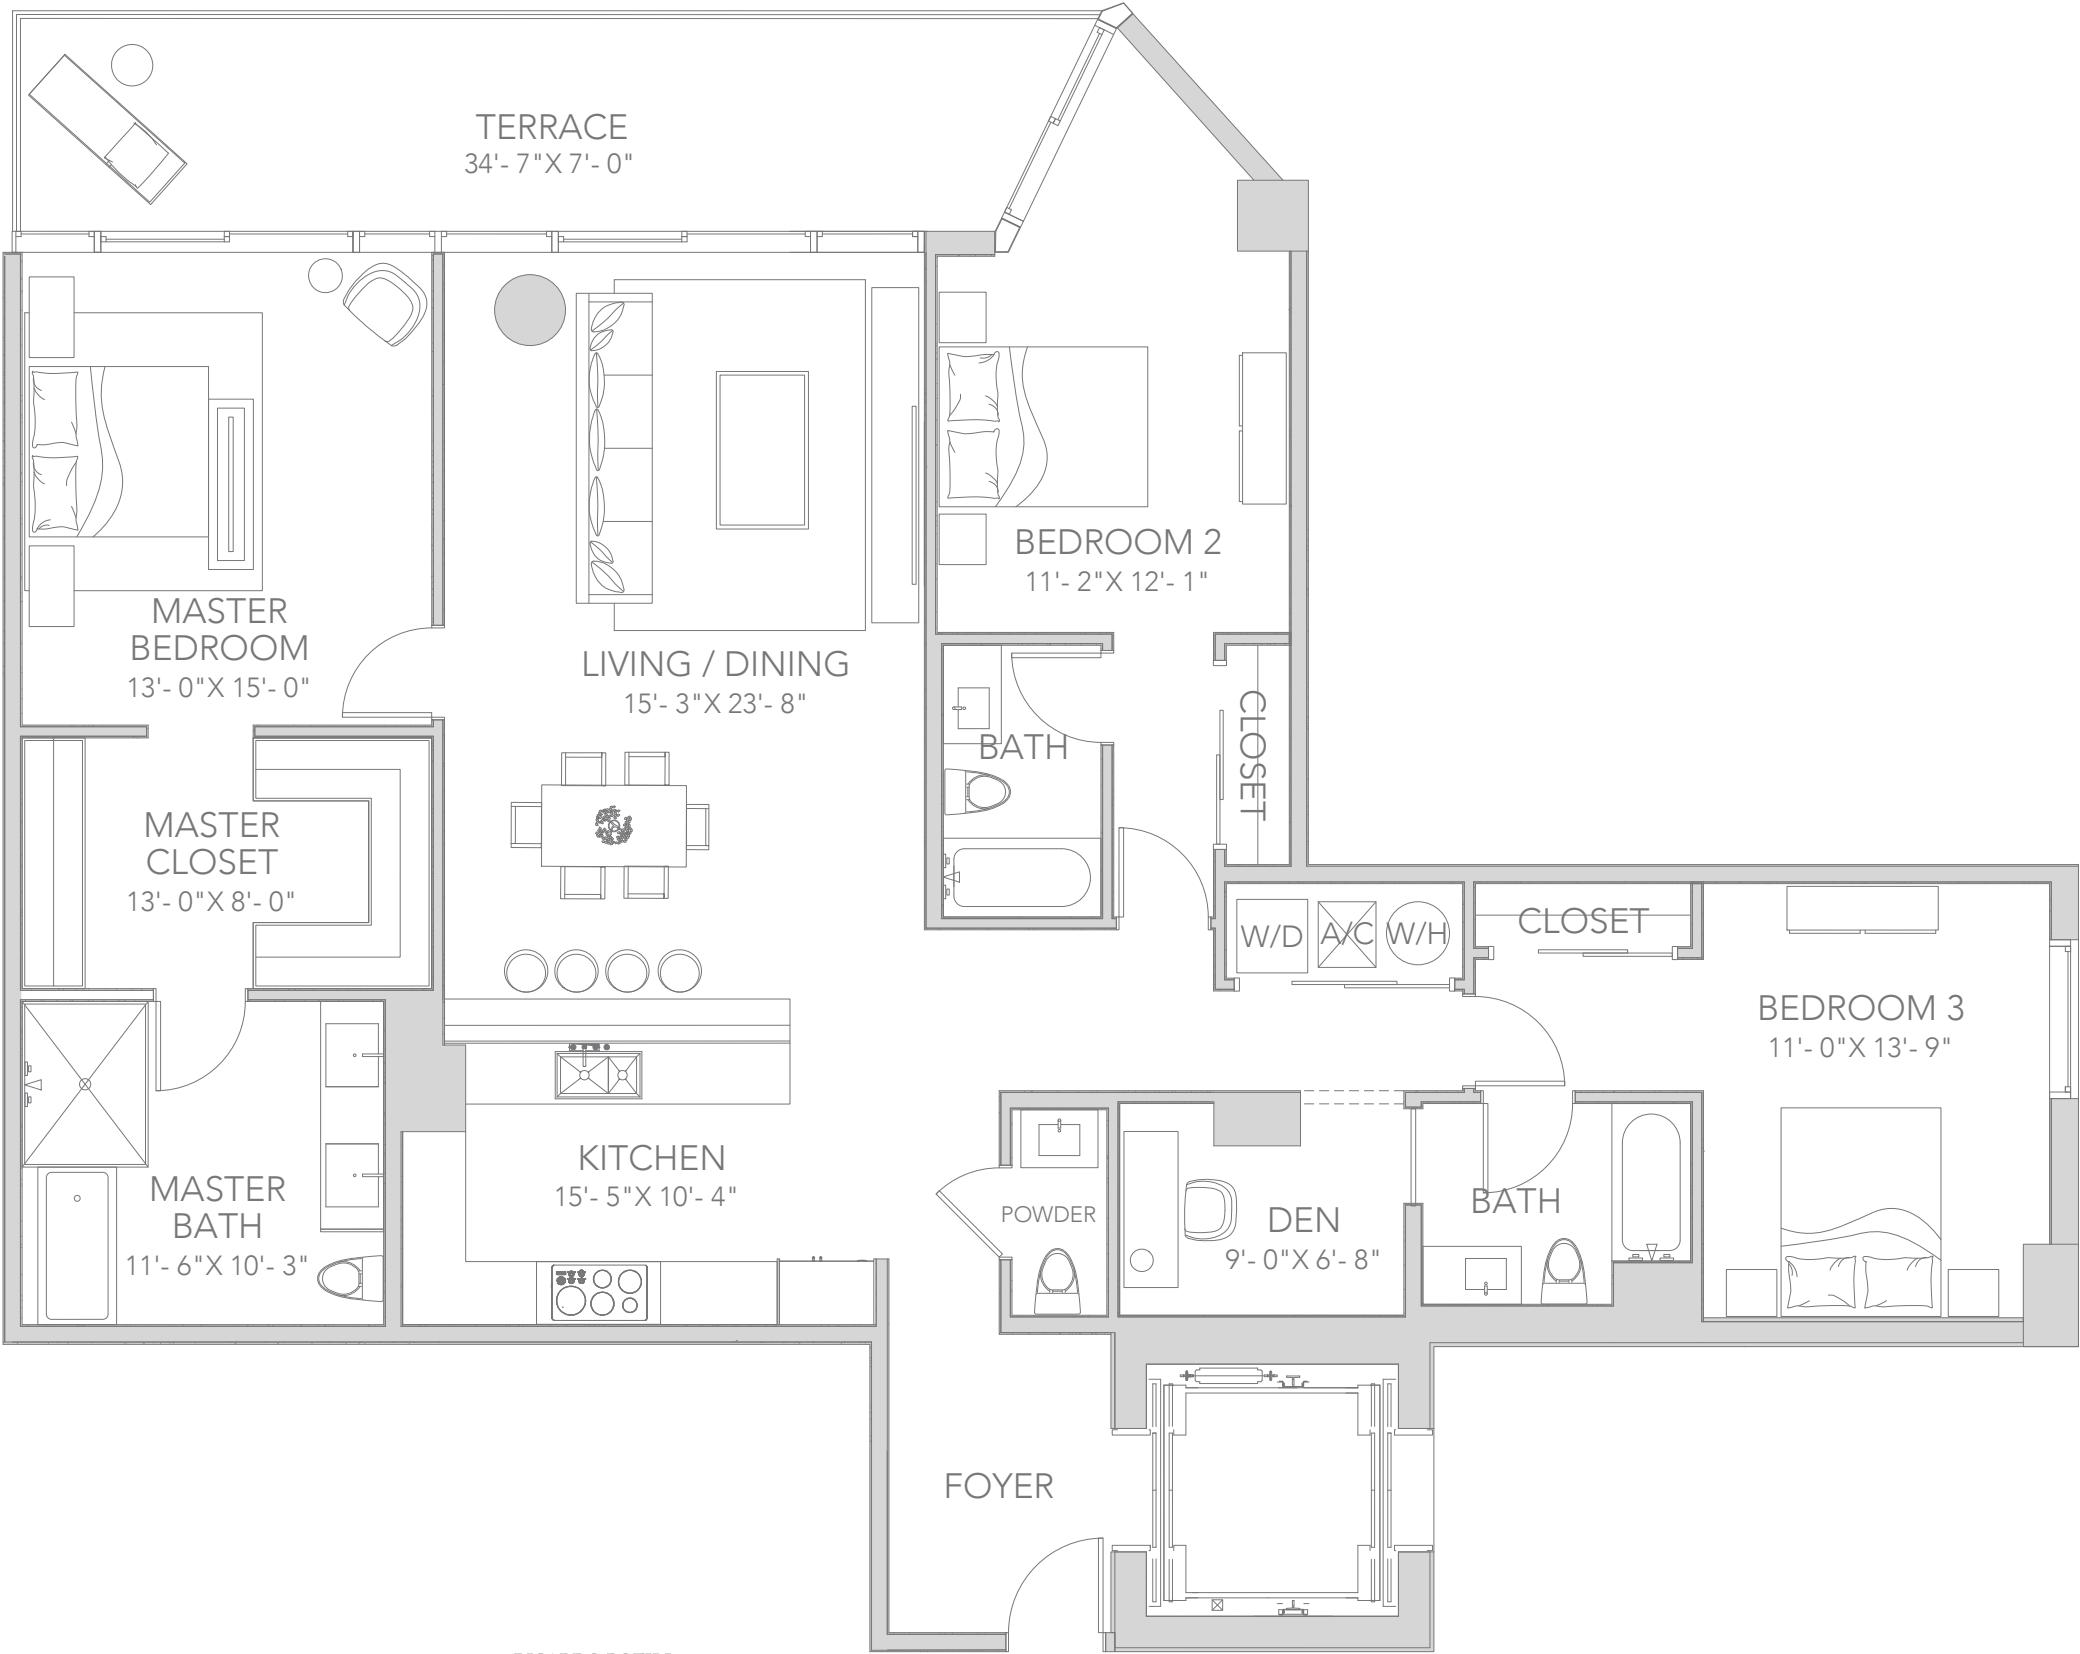 TERRACE
34'- 7"X 7'- 0"
BEDROOM 2
11'- 2"X 12'- 1"
MASTER
BEDROOM
13'- 0"X 15'- 0"
LIVING / DINING
15'- 3"X 23'- 8"
BATH
CLOSET
MASTER
CLOSET
13'- 0"X 8'- 0"
W/D
A/C
W/H
CLOSET
BEDROOM 3
11'- 0"X 13'- 9"
KITCHEN
15'- 5"X 10'- 4"
MASTER
BATH
11'- 6"X 10'- 3"
POWDER
DEN
9'- 0"X 6'- 8"
BATH
FOYER